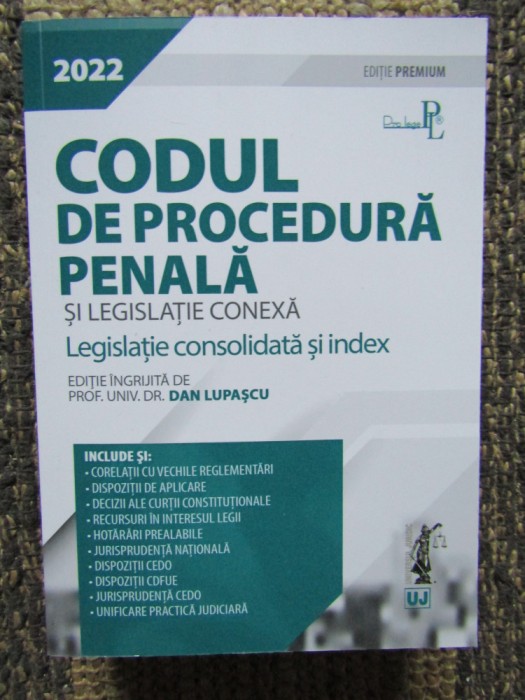 2022
EDIȚIE PREMIUM
Pro lege PL®
CODUL
DE PROCEDURĂ
PENALĂ
ȘI LEGISLAȚIE CONEXĂ
Legislație consolidată și index
EDIȚIE ÎNGRIJITĂ DE
PROF. UNIV. DR. DAN LUPAȘCU
INCLUDE ȘI:
• CORELAȚII CU VECHILE REGLEMENTĂRI
• DISPOZIȚII DE APLICARE
• DECIZII ALE CURȚII CONSTITUȚIONALE
• RECURSURI ÎN INTERESUL LEGII
• HOTĂRÂRI PREALABILE
• JURISPRUDENȚĂ NAȚIONALĂ
• DISPOZIȚII CEDO
• DISPOZIȚII CDFUE
• JURISPRUDENȚĂ CEDO
• UNIFICARE PRACTICĂ JUDICIARĂ
UJ